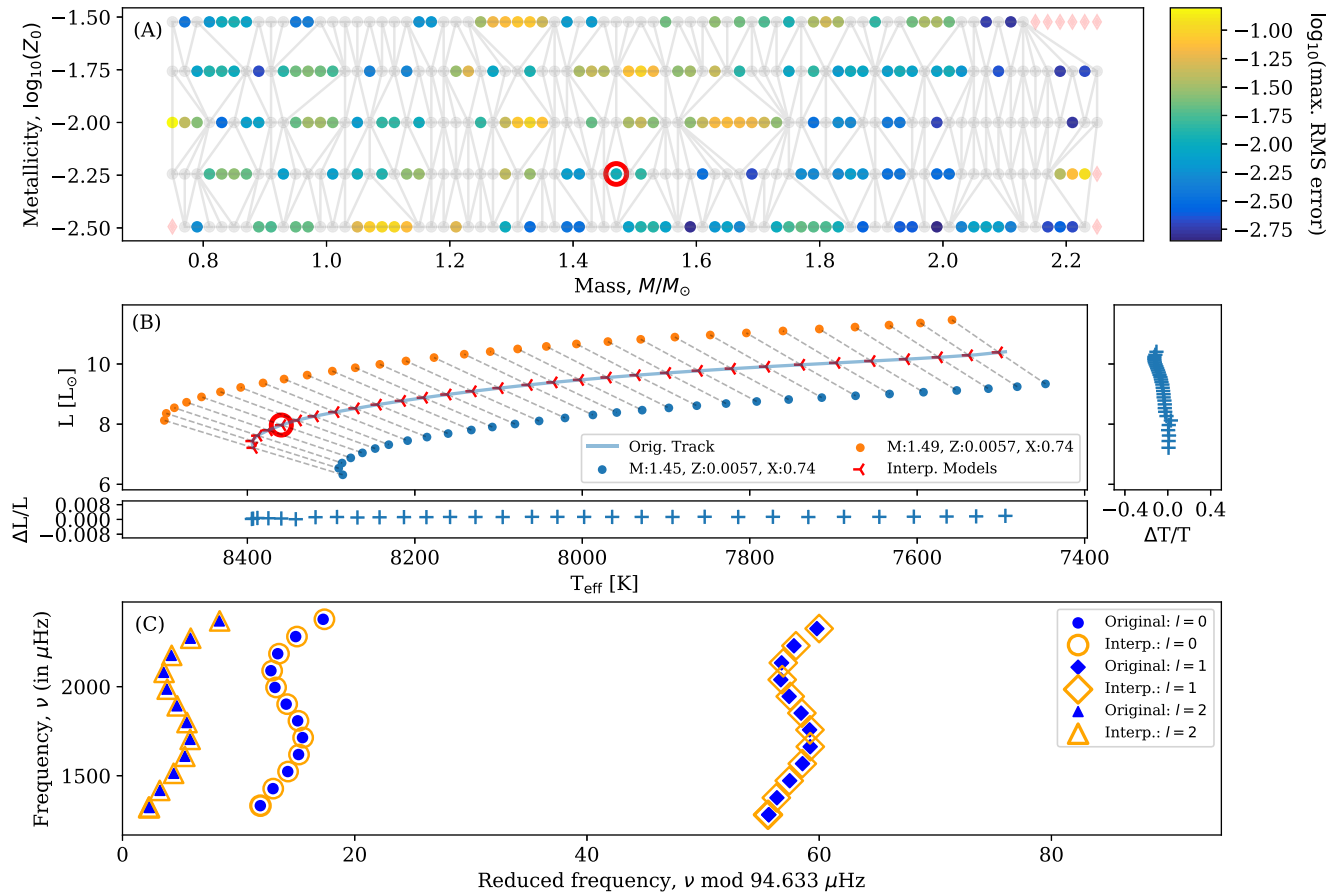 (A)
Metallicity, log₁₀(Z₀)
−1.50
−1.75
−2.00
−2.25
−2.50
0.8 1.0 1.2 1.4 1.6 1.8 2.0 2.2
Mass, M/M⊙
−1.00
−1.25
−1.50
−1.75
−2.00
−2.25
−2.50
−2.75
log₁₀(max. RMS error)
(B)
L [L⊙]
10
8
6
Orig. Track
M:1.45, Z:0.0057, X:0.74
M:1.49, Z:0.0057, X:0.74
Interp. Models
ΔL/L
0.008
0.000
−0.008
8400 8200 8000 7800 7600 7400
Teff [K]
−0.4 0.0 0.4
ΔT/T
(C)
Frequency, ν (in μHz)
2000
1500
Original: l = 0
Interp.: l = 0
Original: l = 1
Interp.: l = 1
Original: l = 2
Interp.: l = 2
0 20 40 60 80
Reduced frequency, ν mod 94.633 μHz